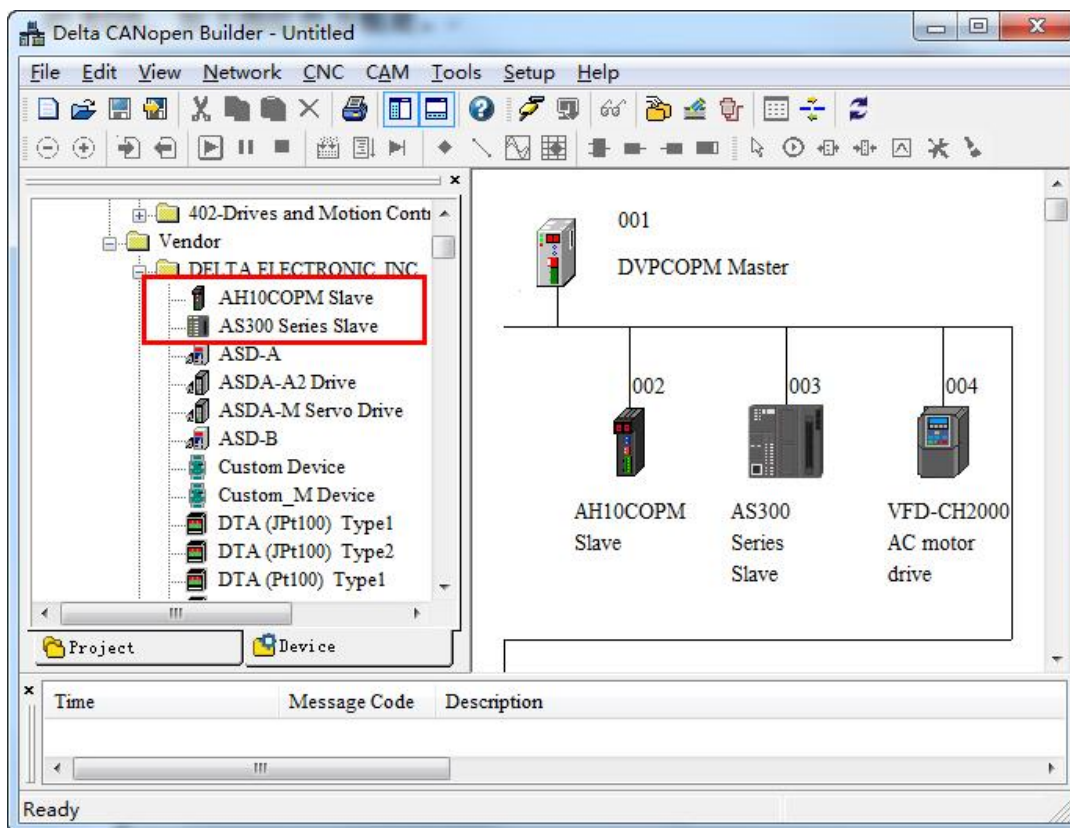 Delta CANopen Builder - Untitled
File Edit View Network CNC CAM Tools Setup Help
402-Drives and Motion Conti
Vendor
DELTA ELECTRONIC INC
AH10COPM Slave
AS300 Series Slave
ASD-A
ASDA-A2 Drive
ASDA-M Servo Drive
ASD-B
Custom Device
Custom_M Device
DTA (JPt100) Type1
DTA (JPt100) Type2
DTA (Pt100) Type1
Project
Device
001
DVPCOPM Master
002
003
004
AH10COPM
Slave
AS300
Series
Slave
VFD-CH2000
AC motor
drive
Time Message Code Description
Ready